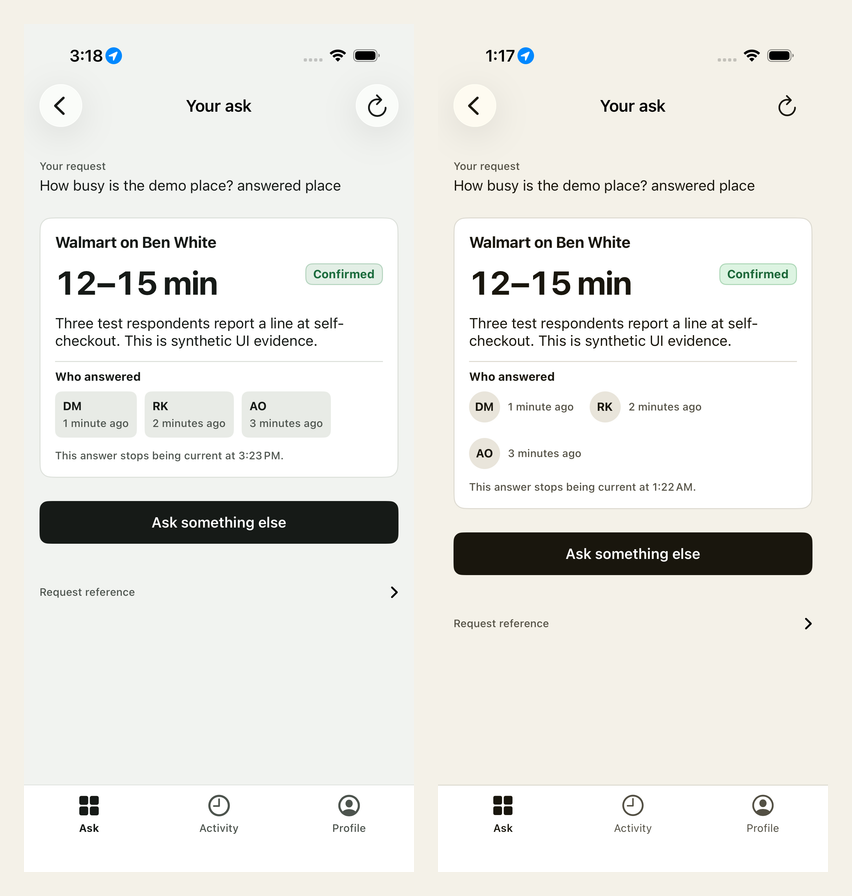 3:18
Your ask
Your request
How busy is the demo place? answered place
Walmart on Ben White
12–15 min
Confirmed
Three test respondents report a line at self-
checkout. This is synthetic UI evidence.
Who answered
DM
1 minute ago
RK
2 minutes ago
AO
3 minutes ago
This answer stops being current at 3:23 PM.
Ask something else
Request reference
Ask
Activity
Profile
1:17
Your ask
Your request
How busy is the demo place? answered place
Walmart on Ben White
12–15 min
Confirmed
Three test respondents report a line at self-
checkout. This is synthetic UI evidence.
Who answered
DM
1 minute ago
RK
2 minutes ago
AO
3 minutes ago
This answer stops being current at 1:22 AM.
Ask something else
Request reference
Ask
Activity
Profile